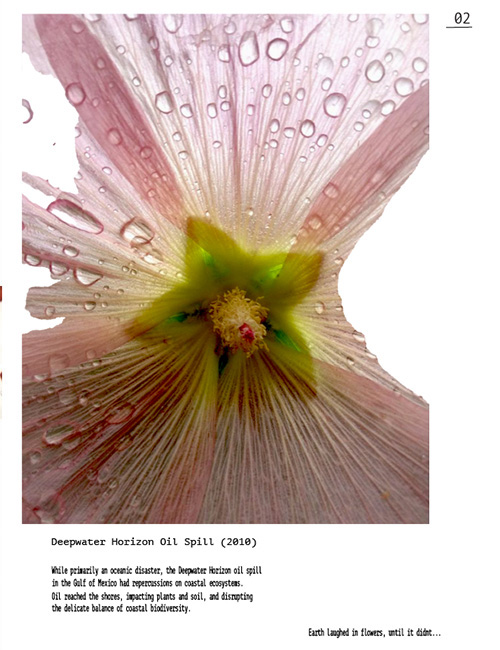 02
Deepwater Horizon Oil Spill (2010)
While primarily an oceanic disaster, the Deepwater Horizon oil spill
in the Gulf of Mexico had repercussions on coastal ecosystems.
Oil reached the shores, impacting plants and soil, and disrupting
the delicate balance of coastal biodiversity.
Earth laughed in flowers, until it didnt...